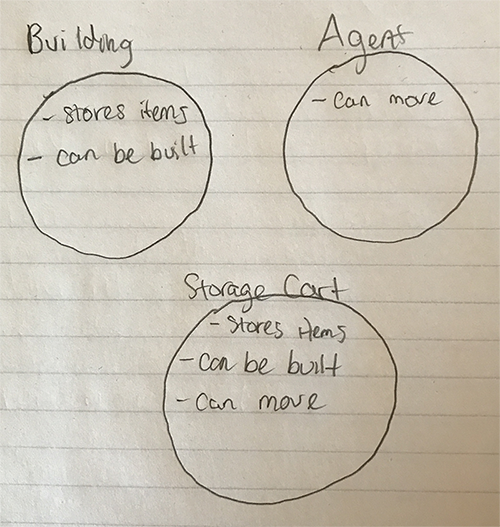 Building
- stores items
- can be built
Agent
- can move
Storage Cart
- stores items
- can be built
- can move